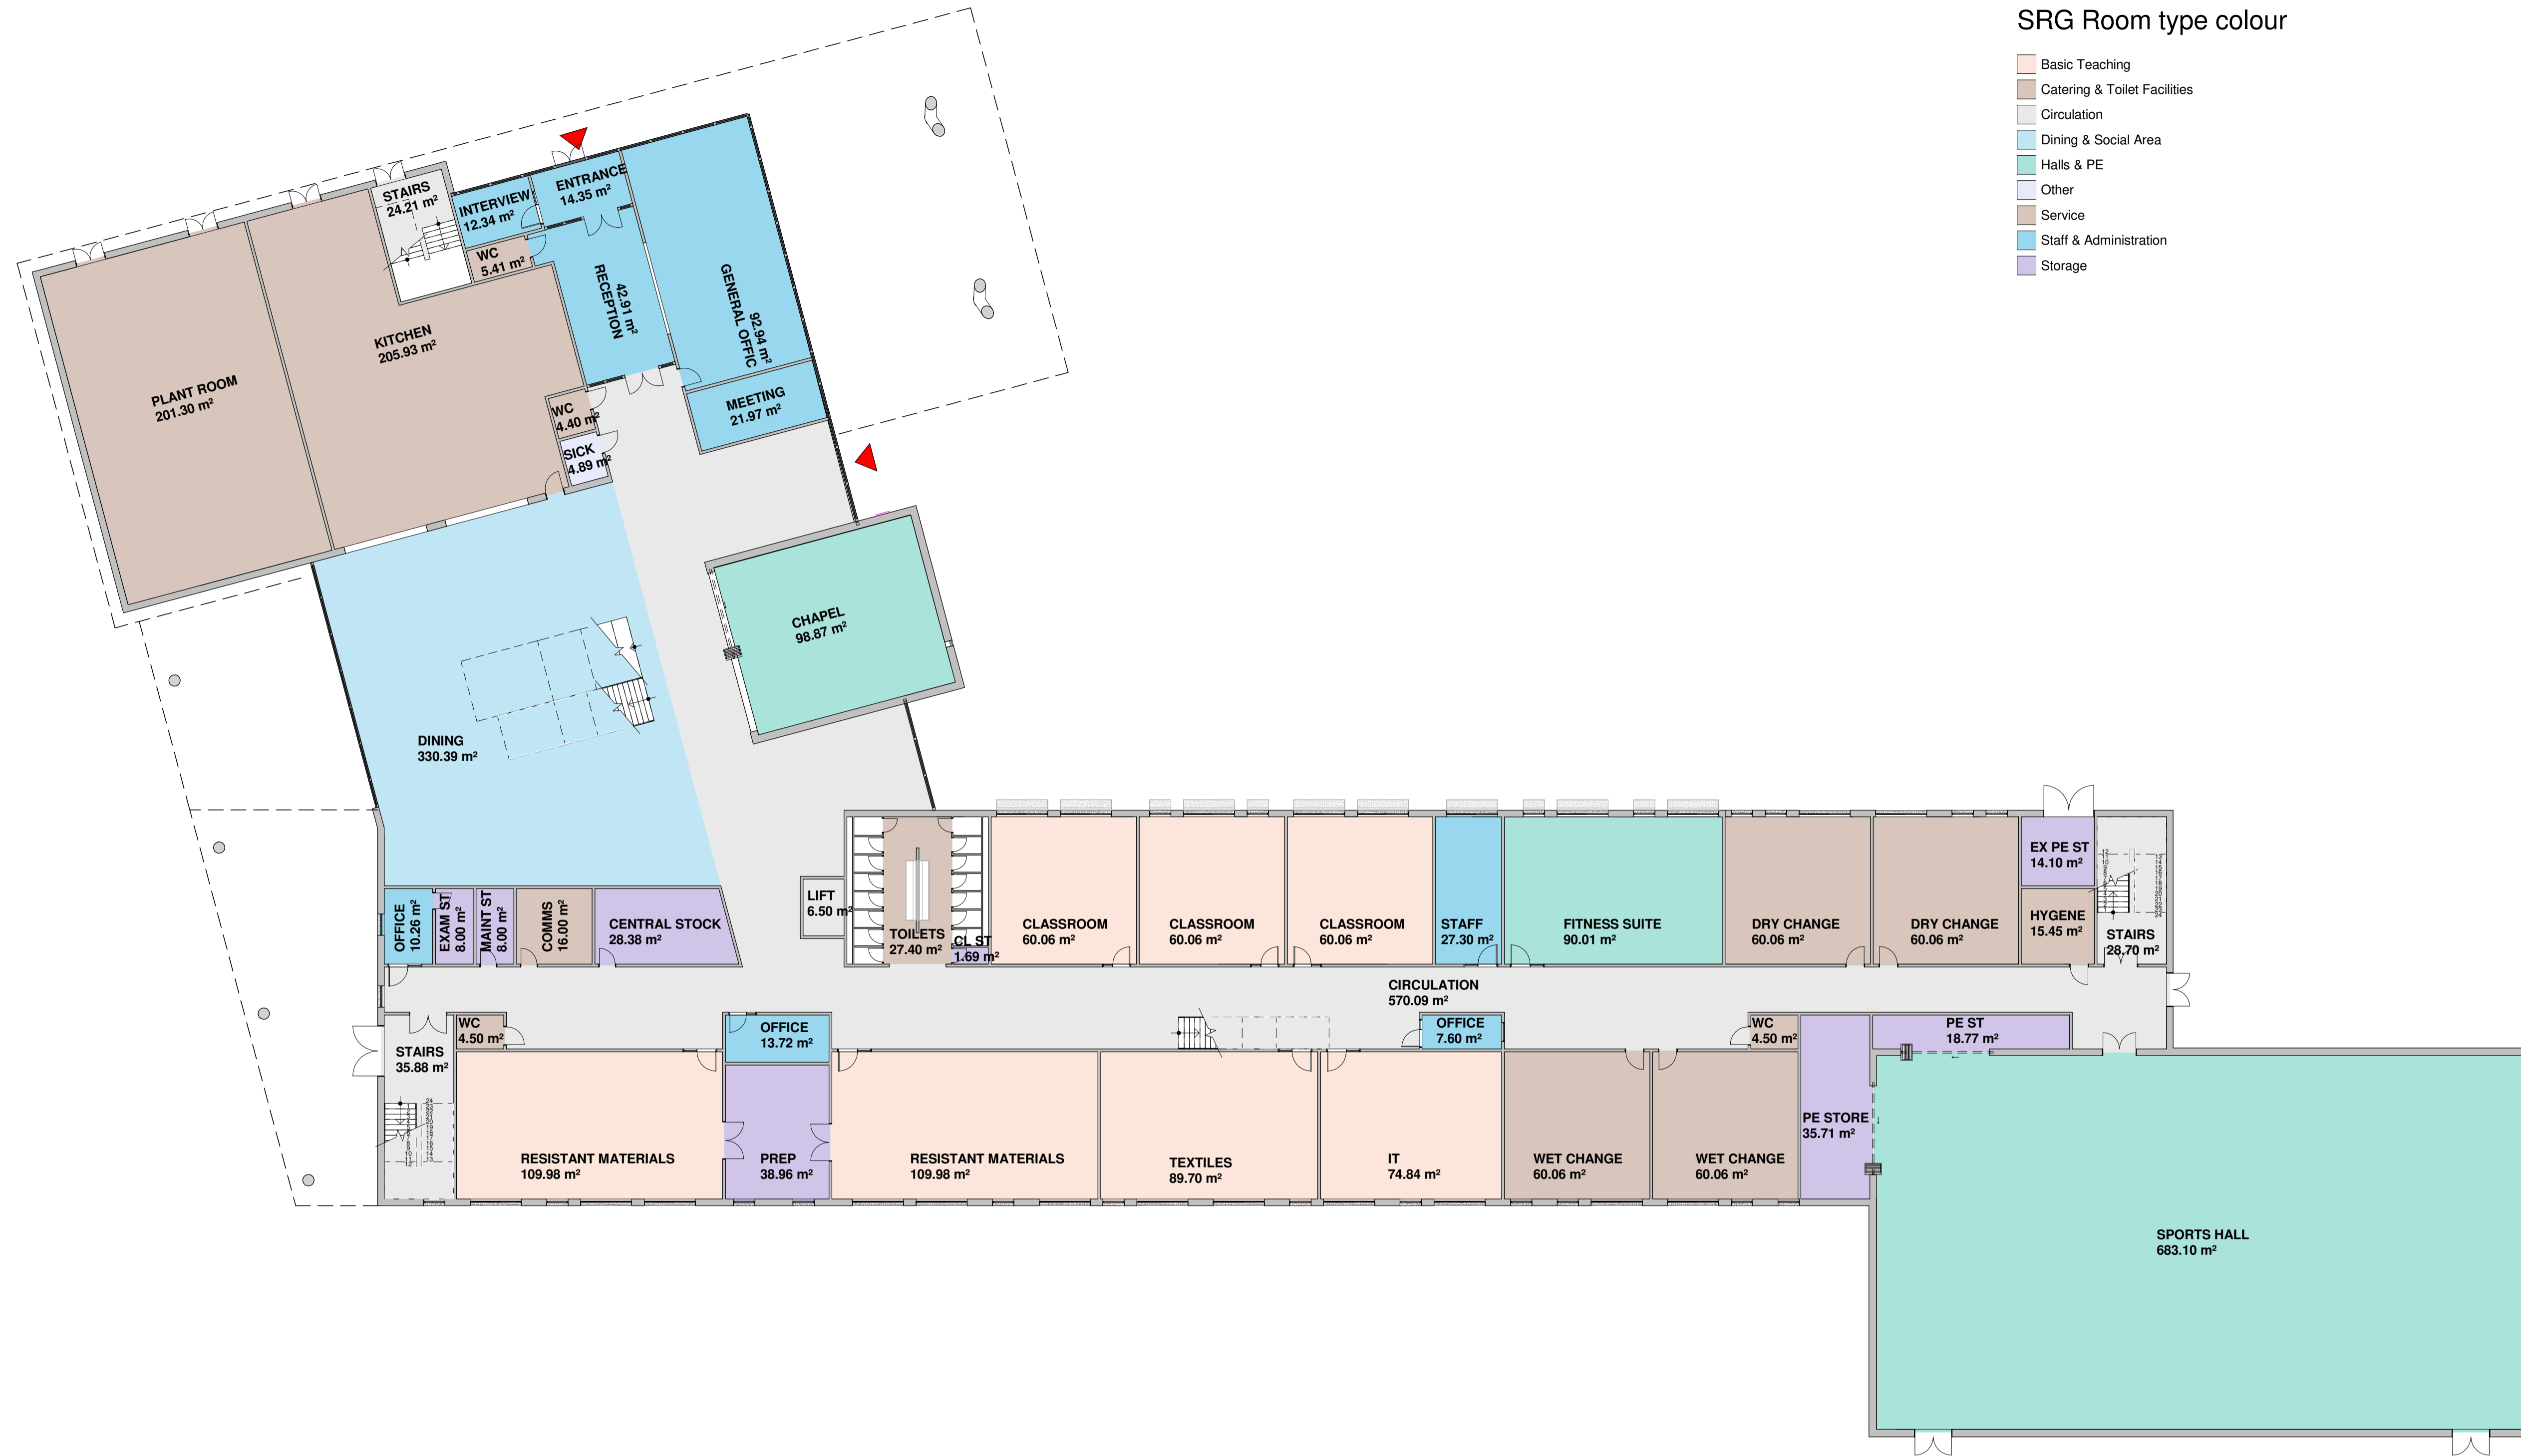 SRG Room type colour
Basic Teaching
Catering & Toilet Facilities
Circulation
Dining & Social Area
Halls & PE
Other
Service
Staff & Administration
Storage
STAIRS
24.21 m²
INTERVIEW
12.34 m²
ENTRANCE
14.35 m²
WC
5.41 m²
RECEPTION
42.91 m²
GENERAL OFFIC
92.94 m²
KITCHEN
205.93 m²
PLANT ROOM
201.30 m²
MEETING
21.97 m²
WC
4.40 m²
SICK
4.89 m²
CHAPEL
98.87 m²
DINING
330.39 m²
OFFICE
10.26 m²
EXAM ST
8.00 m²
MAINT ST
8.00 m²
COMMS
16.00 m²
CENTRAL STOCK
28.38 m²
LIFT
6.50 m²
TOILETS
27.40 m²
CL ST
1.69 m²
CLASSROOM
60.06 m²
CLASSROOM
60.06 m²
CLASSROOM
60.06 m²
STAFF
27.30 m²
FITNESS SUITE
90.01 m²
DRY CHANGE
60.06 m²
DRY CHANGE
60.06 m²
EX PE ST
14.10 m²
HYGENE
15.45 m²
STAIRS
28.70 m²
CIRCULATION
570.09 m²
STAIRS
35.88 m²
WC
4.50 m²
OFFICE
13.72 m²
OFFICE
7.60 m²
WC
4.50 m²
PE ST
18.77 m²
RESISTANT MATERIALS
109.98 m²
PREP
38.96 m²
RESISTANT MATERIALS
109.98 m²
TEXTILES
89.70 m²
IT
74.84 m²
WET CHANGE
60.06 m²
WET CHANGE
60.06 m²
PE STORE
35.71 m²
SPORTS HALL
683.10 m²